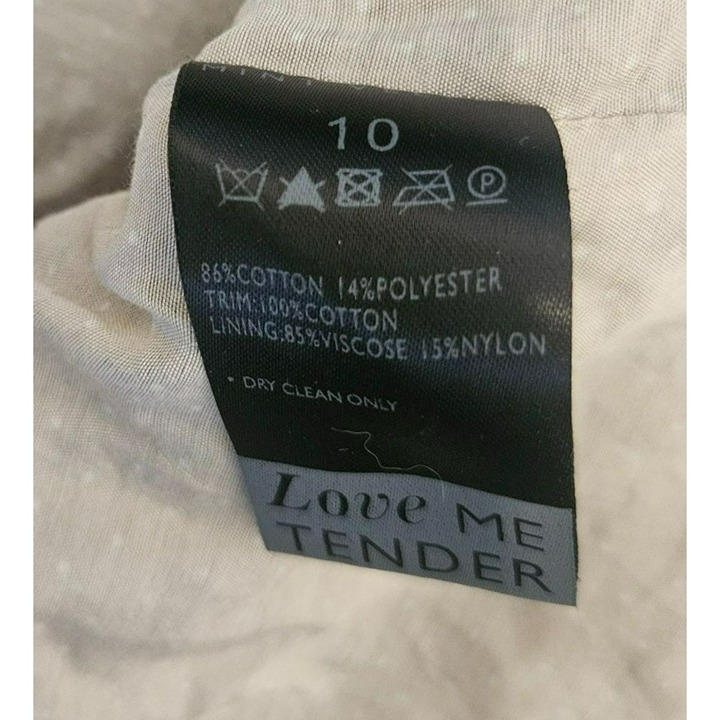 10
P
86%COTTON 14%POLYESTER
TRIM:100%COTTON
LINING:85%VISCOSE 15%NYLON
* DRY CLEAN ONLY
Love ME
TENDER